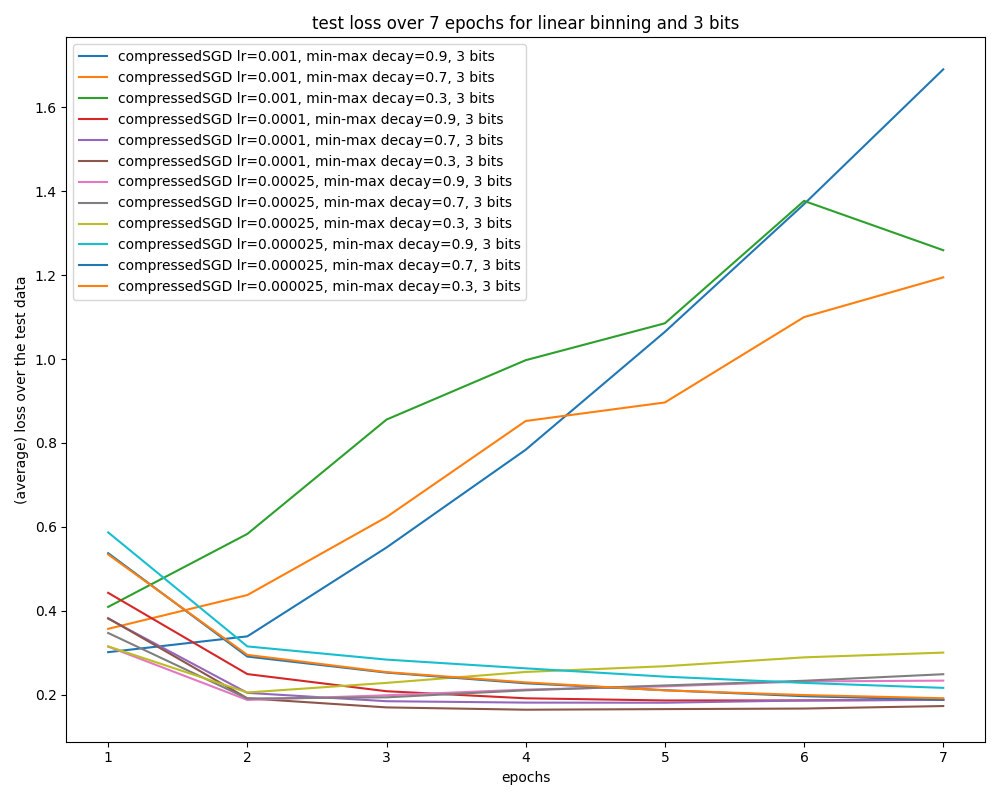 test loss over 7 epochs for linear binning and 3 bits
compressedSGD lr=0.001, min-max decay=0.9, 3 bits
compressedSGD lr=0.001, min-max decay=0.7, 3 bits
compressedSGD lr=0.001, min-max decay=0.3, 3 bits
compressedSGD lr=0.0001, min-max decay=0.9, 3 bits
compressedSGD lr=0.0001, min-max decay=0.7, 3 bits
compressedSGD lr=0.0001, min-max decay=0.3, 3 bits
compressedSGD lr=0.00025, min-max decay=0.9, 3 bits
compressedSGD lr=0.00025, min-max decay=0.7, 3 bits
compressedSGD lr=0.00025, min-max decay=0.3, 3 bits
compressedSGD lr=0.000025, min-max decay=0.9, 3 bits
compressedSGD lr=0.000025, min-max decay=0.7, 3 bits
compressedSGD lr=0.000025, min-max decay=0.3, 3 bits
(average) loss over the test data
1.6
1.4
1.2
1.0
0.8
0.6
0.4
0.2
1 2 3 4 5 6 7
epochs